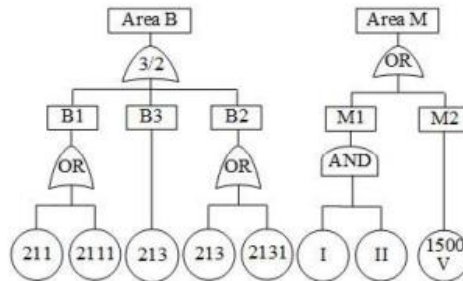 Area B
Area M
3/2
OR
B1
B3
B2
M1
M2
OR
OR
AND
211
2111
213
213
2131
I
II
1500
V